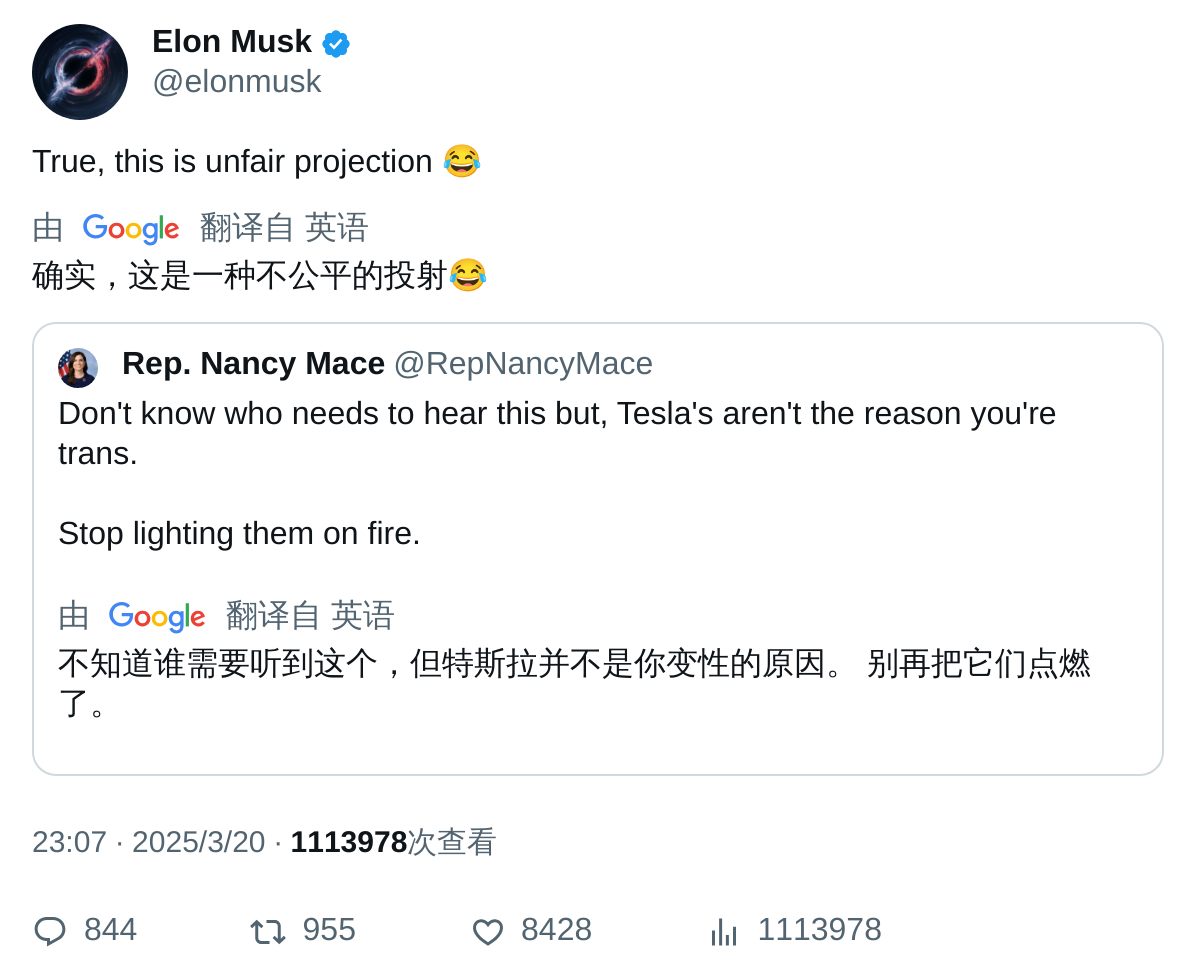 Elon Musk
@elonmusk
True, this is unfair projection 😂
由 Google 翻译自 英语
确实，这是一种不公平的投射😂
Rep. Nancy Mace @RepNancyMace
Don't know who needs to hear this but, Tesla's aren't the reason you're
trans.
Stop lighting them on fire.
由 Google 翻译自 英语
不知道谁需要听到这个，但特斯拉并不是你变性的原因。 别再把它们点燃
了。
23:07 · 2025/3/20 · 1113978次查看
844 955 8428 1113978